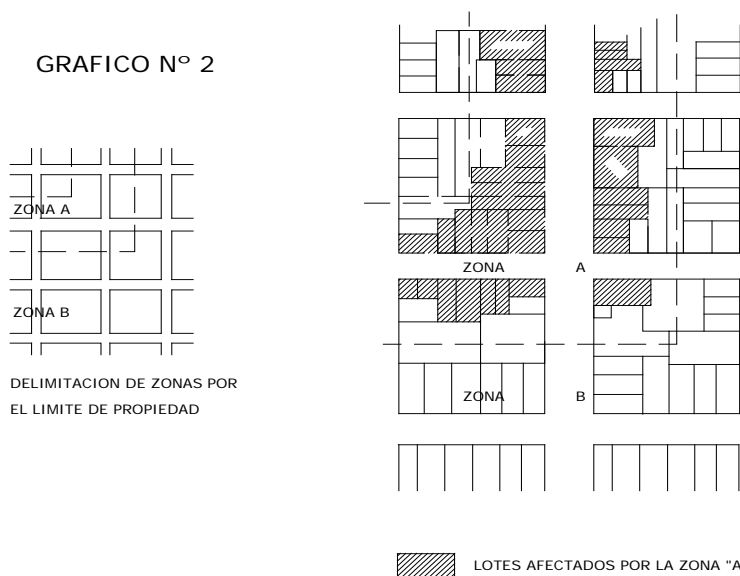 GRAFICO Nº 2
ZONA A
ZONA B
DELIMITACION DE ZONAS POR
EL LIMITE DE PROPIEDAD
ZONA A
ZONA B
LOTES AFECTADOS POR LA ZONA "A